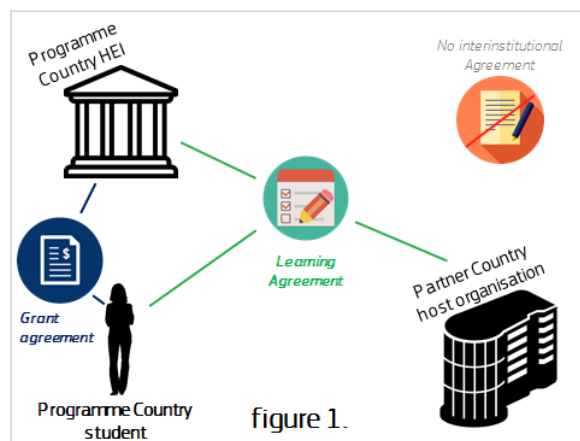 Programme
Country HEI
No interinstitutional
Agreement
$
Learning
Agreement
Partner Country
host organisation
Grant
agreement
Programme Country
student
figure 1.